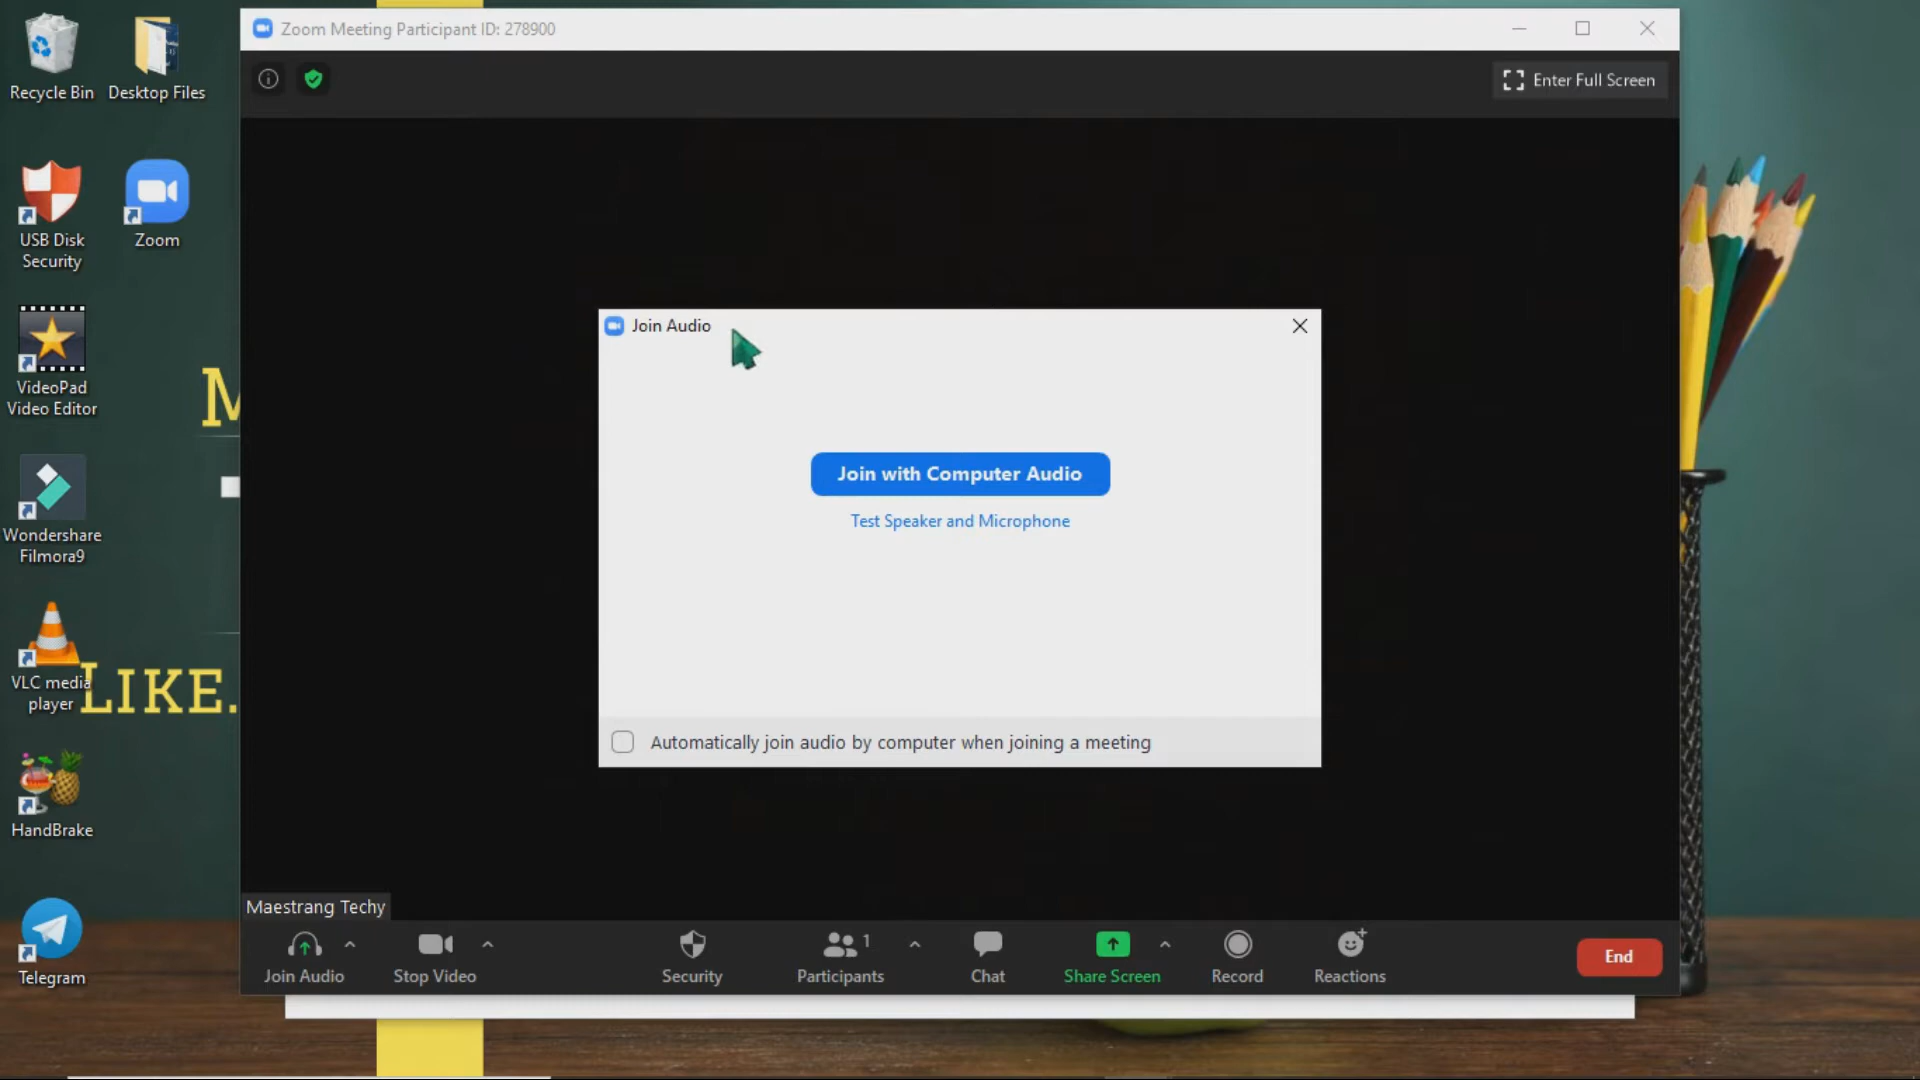 Recycle Bin
Desktop Files
USB Disk
Security
Zoom
VideoPad
Video Editor
Wondershare
Filmora9
VLC media
player
HandBrake
Telegram
M
LIKE.
Zoom Meeting Participant ID: 278900
Enter Full Screen
Join Audio
Join with Computer Audio
Test Speaker and Microphone
Automatically join audio by computer when joining a meeting
Maestrang Techy
Join Audio
Stop Video
Security
1
Participants
Chat
Share Screen
Record
Reactions
End